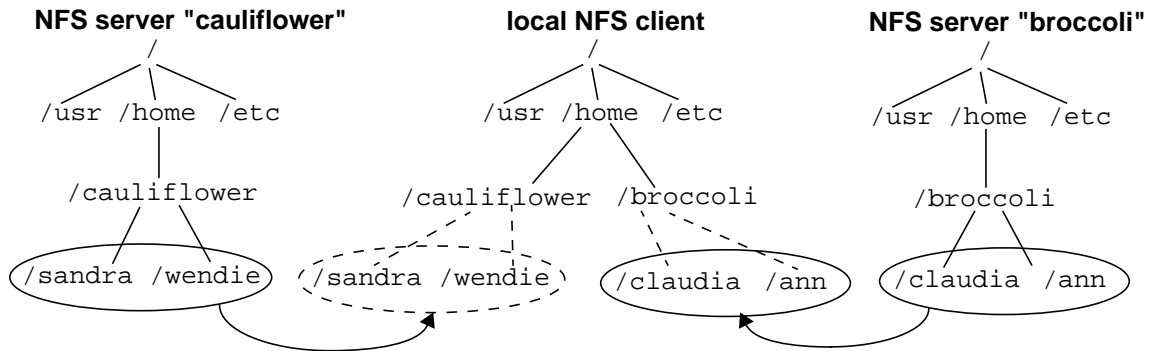 NFS server "cauliflower"
local NFS client
NFS server "broccoli"
/
/
/
/usr /home /etc
/usr /home /etc
/usr /home /etc
/cauliflower
/cauliflower
/broccoli
/broccoli
/sandra /wendie
/sandra /wendie
/claudia /ann
/claudia /ann